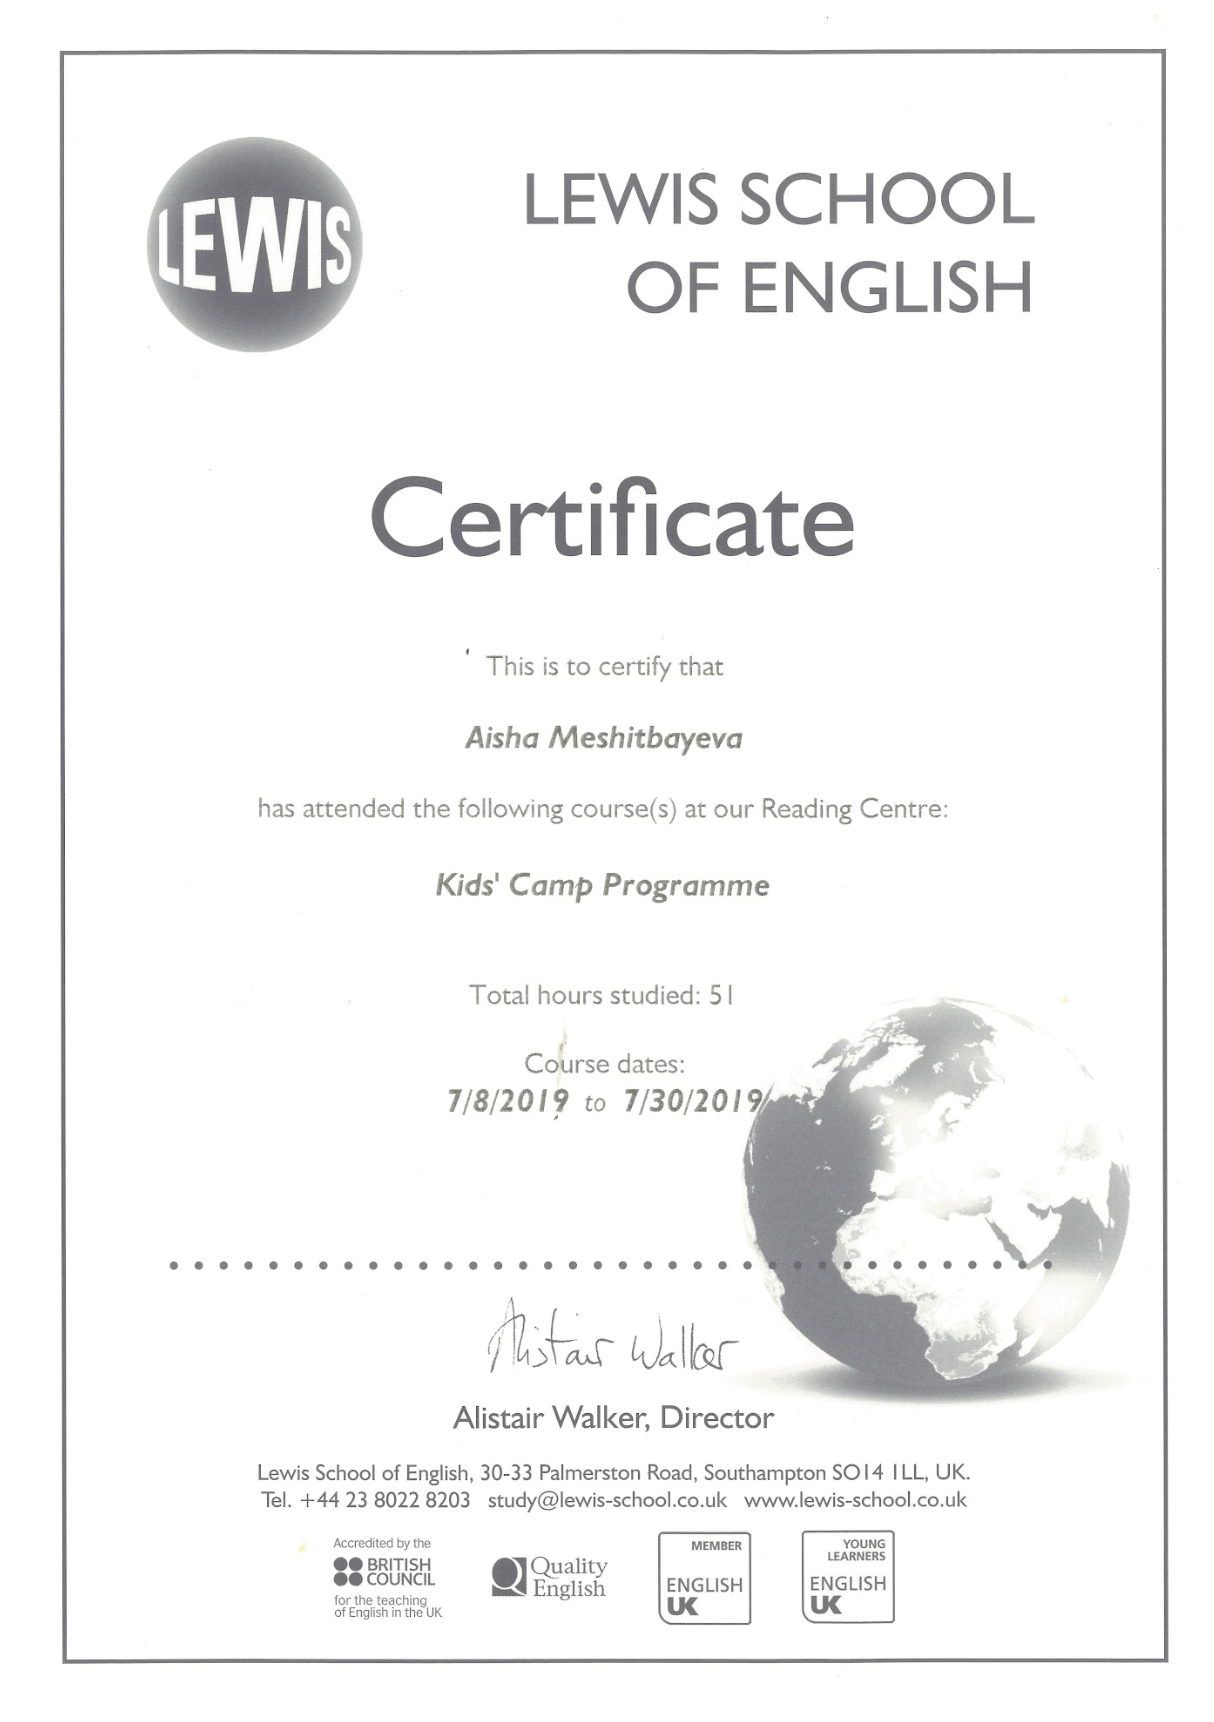 LEWIS
LEWIS SCHOOL
OF ENGLISH
Certificate
This is to certify that
Aisha Meshitbayeva
has attended the following course(s) at our Reading Centre:
Kids' Camp Programme
Total hours studied: 51
Course dates:
7/8/2019 to 7/30/2019
Alistair Walker
Alistair Walker, Director
Lewis School of English, 30-33 Palmerston Road, Southampton SO14 1LL, UK.
Tel. +44 23 8022 8203 study@lewis-school.co.uk www.lewis-school.co.uk
Accredited by the
BRITISH
COUNCIL
for the teaching
of English in the UK
Quality
English
MEMBER
ENGLISH
UK
YOUNG
LEARNERS
ENGLISH
UK